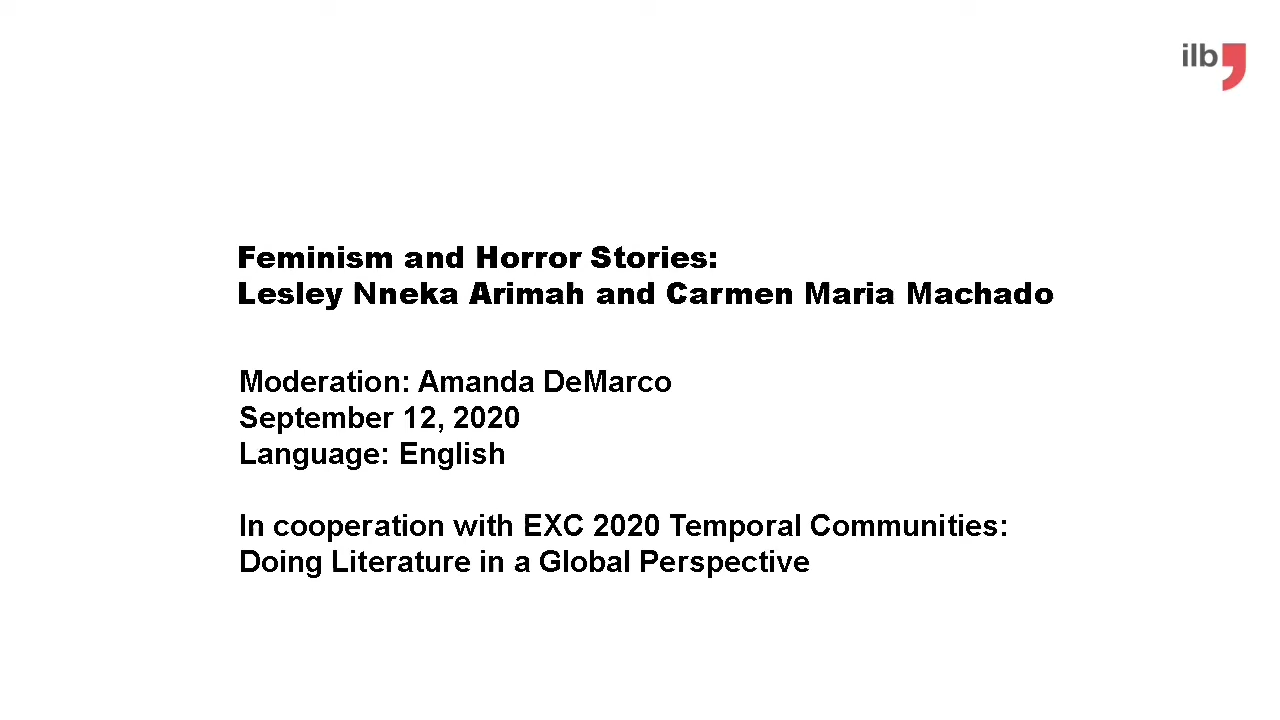 ilb
Feminism and Horror Stories:
Lesley Nneka Arimah and Carmen Maria Machado
Moderation: Amanda DeMarco
September 12, 2020
Language: English
In cooperation with EXC 2020 Temporal Communities:
Doing Literature in a Global Perspective